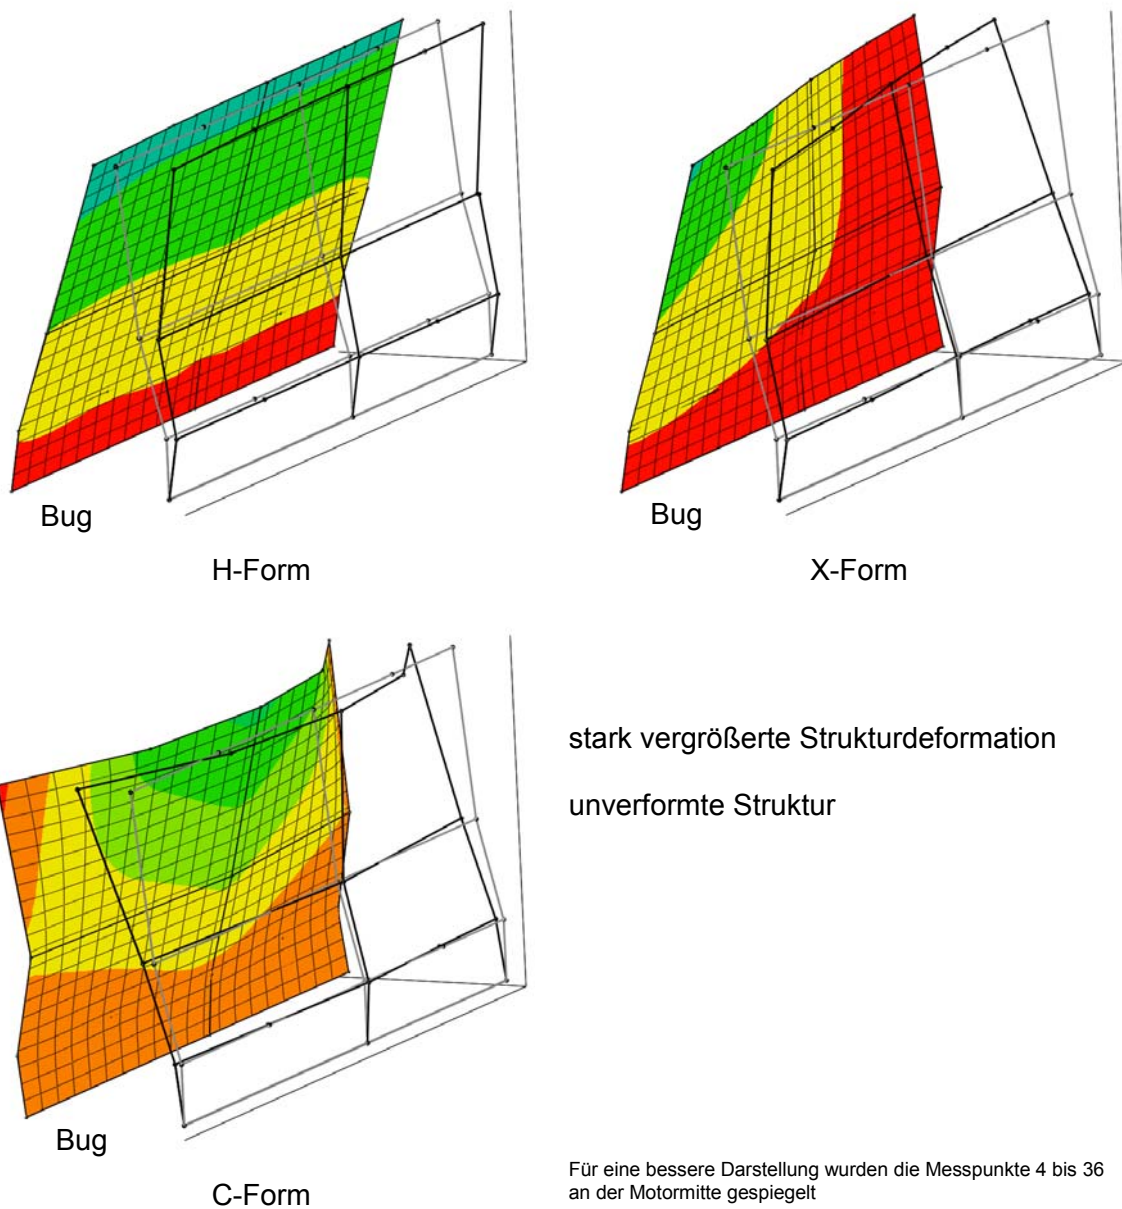 Bug
H-Form
Bug
X-Form
stark vergrößerte Strukturdeformation
unverformte Struktur
Bug
C-Form
Für eine bessere Darstellung wurden die Messpunkte 4 bis 36
an der Motormitte gespiegelt